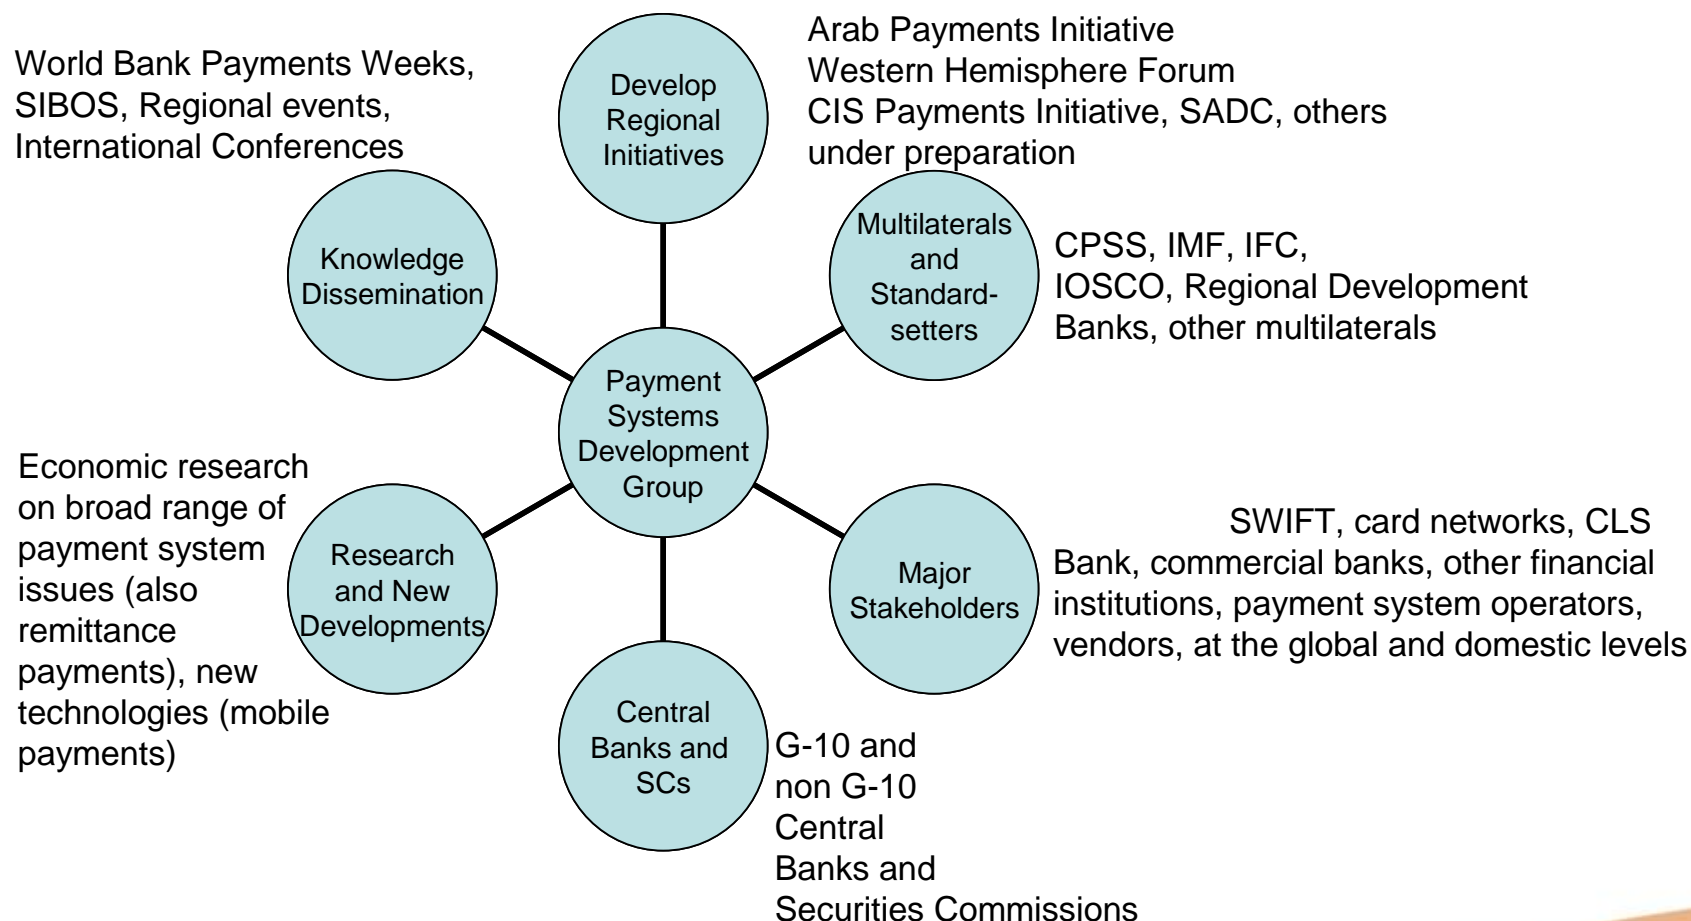 World Bank Payments Weeks,
SIBOS, Regional events,
International Conferences
Develop
Regional
Initiatives
Arab Payments Initiative
Western Hemisphere Forum
CIS Payments Initiative, SADC, others
under preparation
Knowledge
Dissemination
Multilaterals
and
Standard-
setters
CPSS, IMF, IFC,
IOSCO, Regional Development
Banks, other multilaterals
Payment
Systems
Development
Group
Economic research
on broad range of
payment system
issues (also
remittance
payments), new
technologies (mobile
payments)
Research
and New
Developments
Major
Stakeholders
SWIFT, card networks, CLS
Bank, commercial banks, other financial
institutions, payment system operators,
vendors, at the global and domestic levels
Central
Banks and
SCs
G-10 and
non G-10
Central
Banks and
Securities Commissions